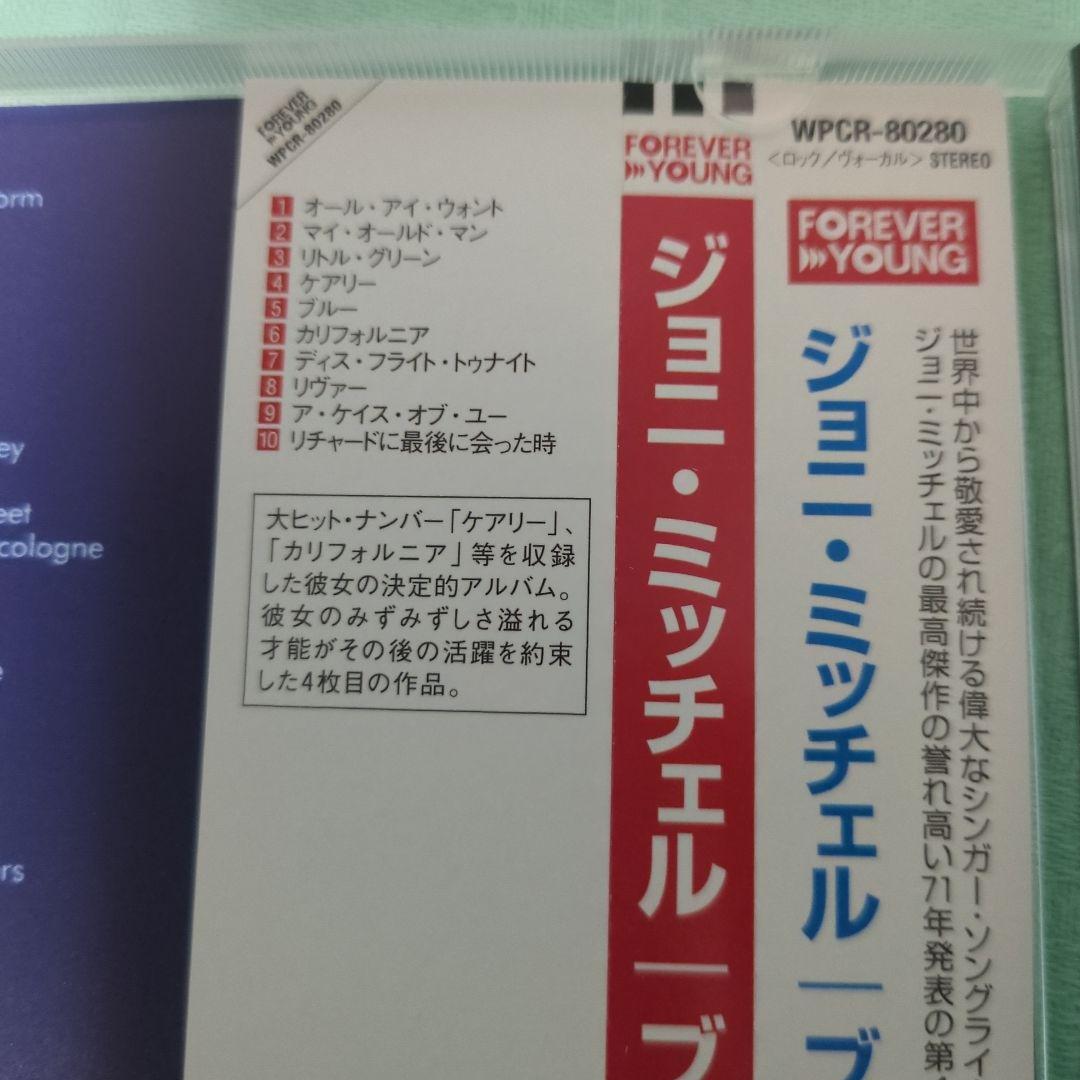 orm
ey
eet
cologne
e
ors
FOREVER
YOUNG
WPCR-80280
1 オール・アイ・ウォント
2 マイ・オールド・マン
3 リトル・グリーン
4 ケアリー
5 ブルー
6 カリフォルニア
7 ディス・フライト・トゥナイト
8 リヴァー
9 ア・ケイス・オブ・ユー
10 リチャードに最後に会った時
大ヒット・ナンバー「ケアリー」、
「カリフォルニア」等を収録
した彼女の決定的アルバム。
彼女のみずみずしさ溢れる
才能がその後の活躍を約束
した4枚目の作品。
FOREVER
YOUNG
ジョニ・ミッチェル|ブ
WPCR-80280
<ロック/ヴォーカル> STEREO
FOREVER
YOUNG
ジョニ・ミッチェル|ブ
世界中から敬愛され続ける偉大なシンガー・ソングライ
ジョニ・ミッチェルの最高傑作の誉れ高い71年発表の第